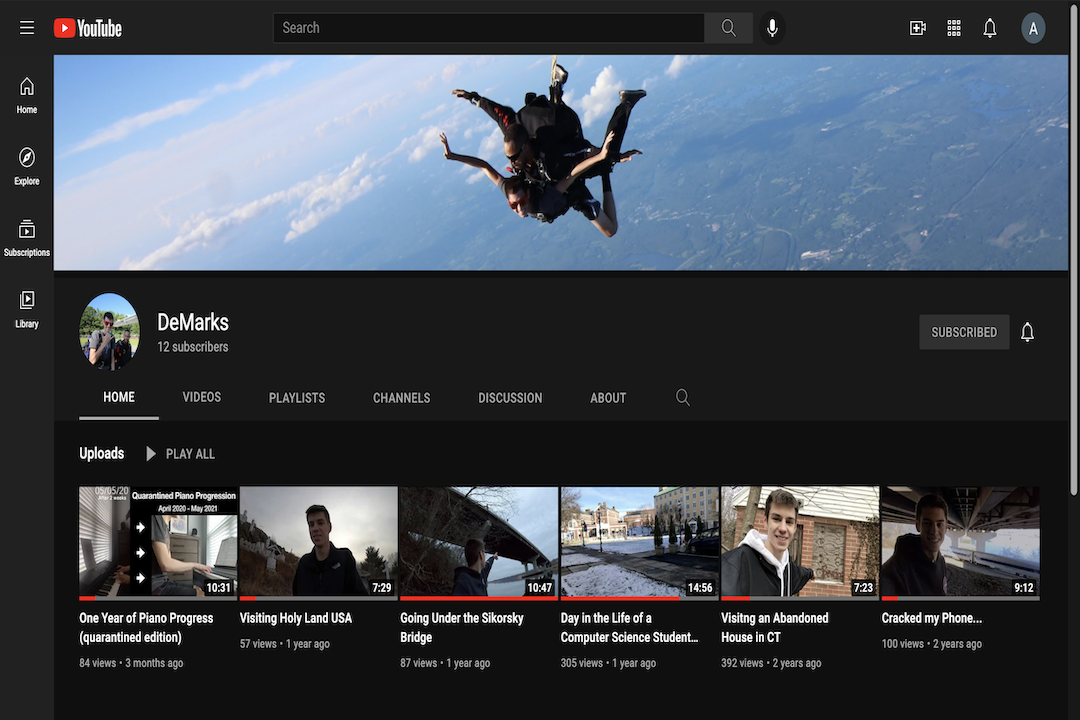 YouTube
Search
A
Home
Explore
Subscriptions
Library
DeMarks
12 subscribers
SUBSCRIBED
HOME VIDEOS PLAYLISTS CHANNELS DISCUSSION ABOUT
Uploads PLAY ALL
05/05/20
After 2 weeks
Quarantined Piano Progression
April 2020 - May 2021
10:31
7:29
10:47
14:56
7:23
9:12
One Year of Piano Progress
(quarantined edition)
84 views • 3 months ago
Visiting Holy Land USA
57 views • 1 year ago
Going Under the Sikorsky
Bridge
87 views • 1 year ago
Day in the Life of a
Computer Science Student...
305 views • 1 year ago
Visitng an Abandoned
House in CT
392 views • 2 years ago
Cracked my Phone...
100 views • 2 years ago